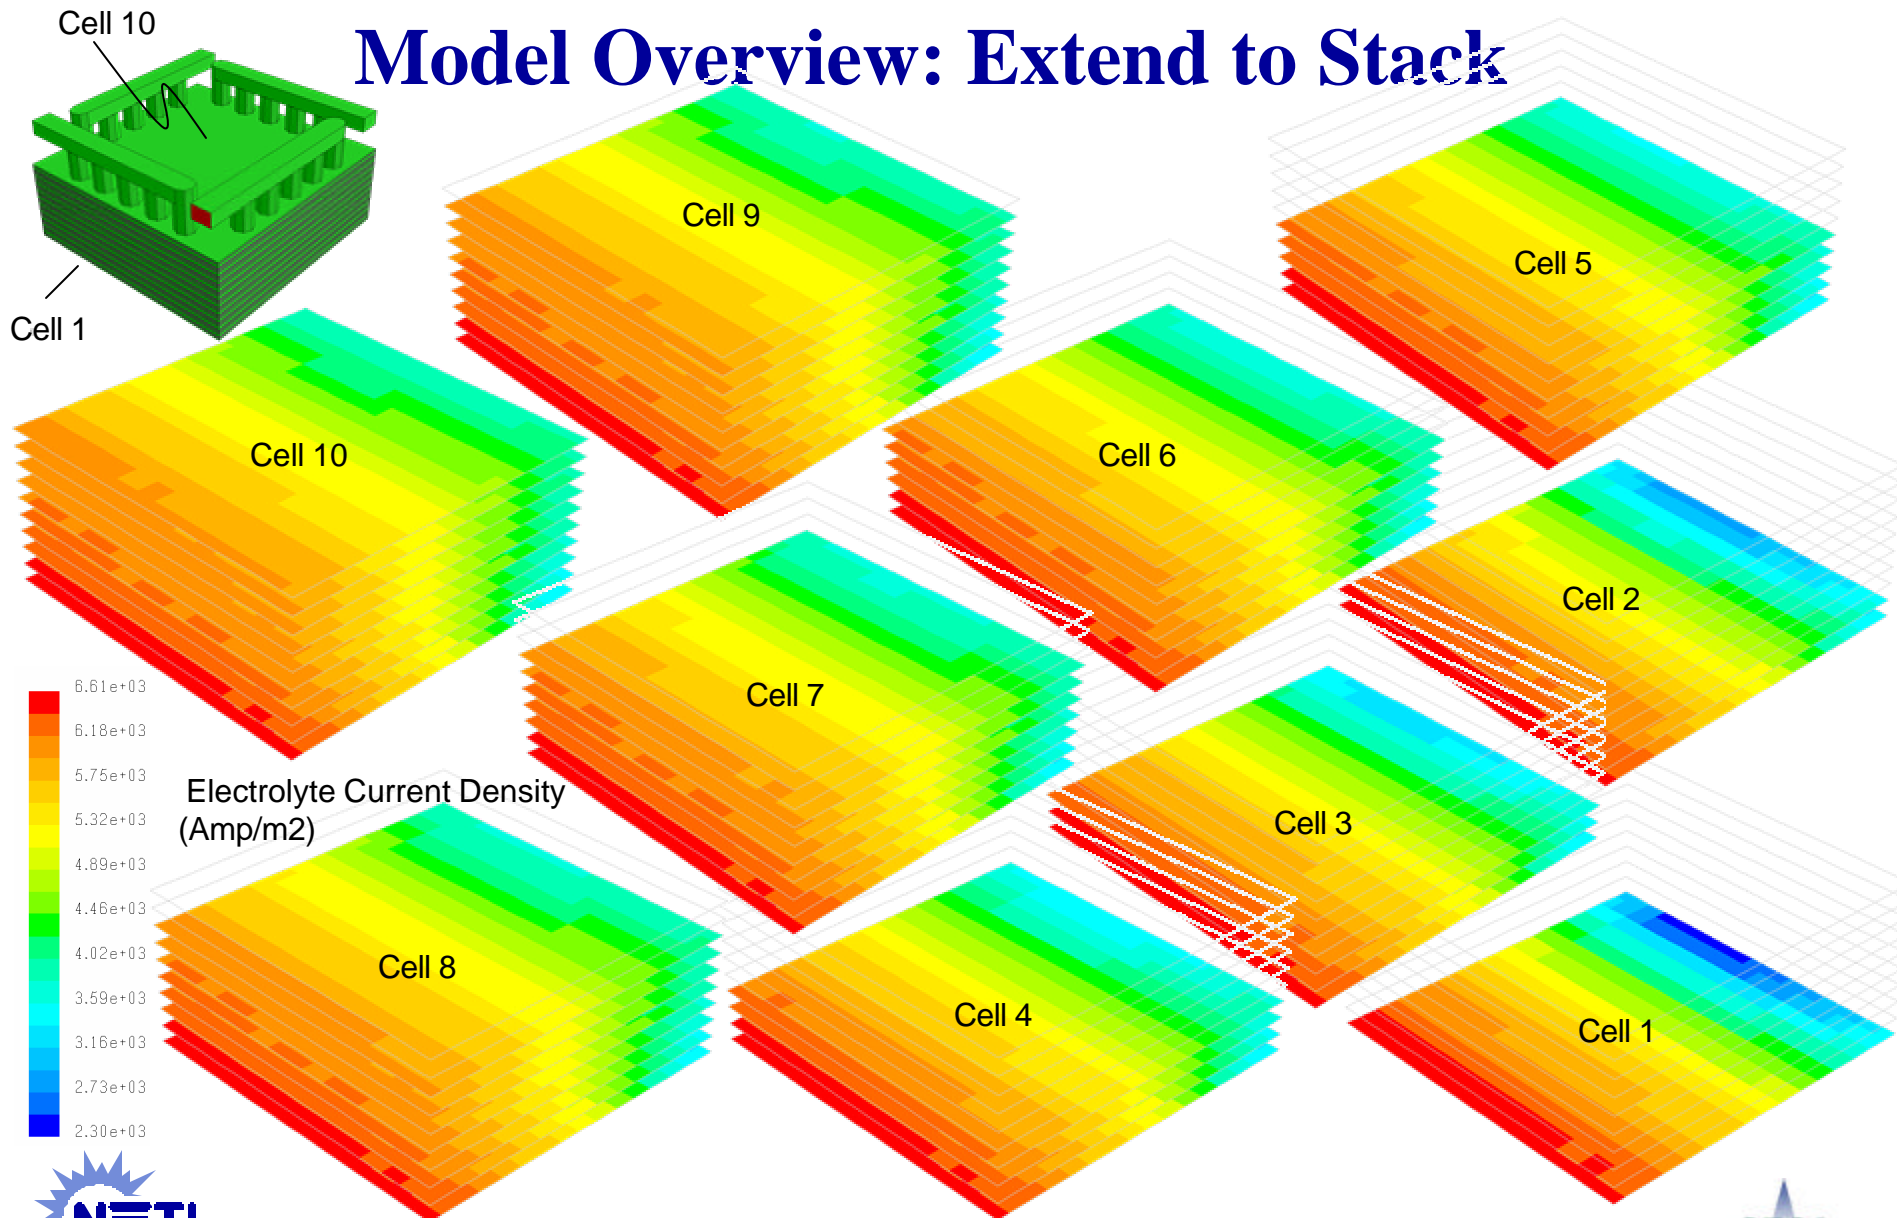 Cell 10
Model Overview: Extend to Stack
Cell 9
Cell 5
Cell 1
Cell 10
Cell 6
Cell 2
Cell 7
6.61e+03
6.18e+03
5.75e+03
5.32e+03
4.89e+03
4.46e+03
4.02e+03
3.59e+03
3.16e+03
2.73e+03
2.30e+03
Electrolyte Current Density
(Amp/m2)
Cell 3
Cell 8
Cell 4
Cell 1
NETL